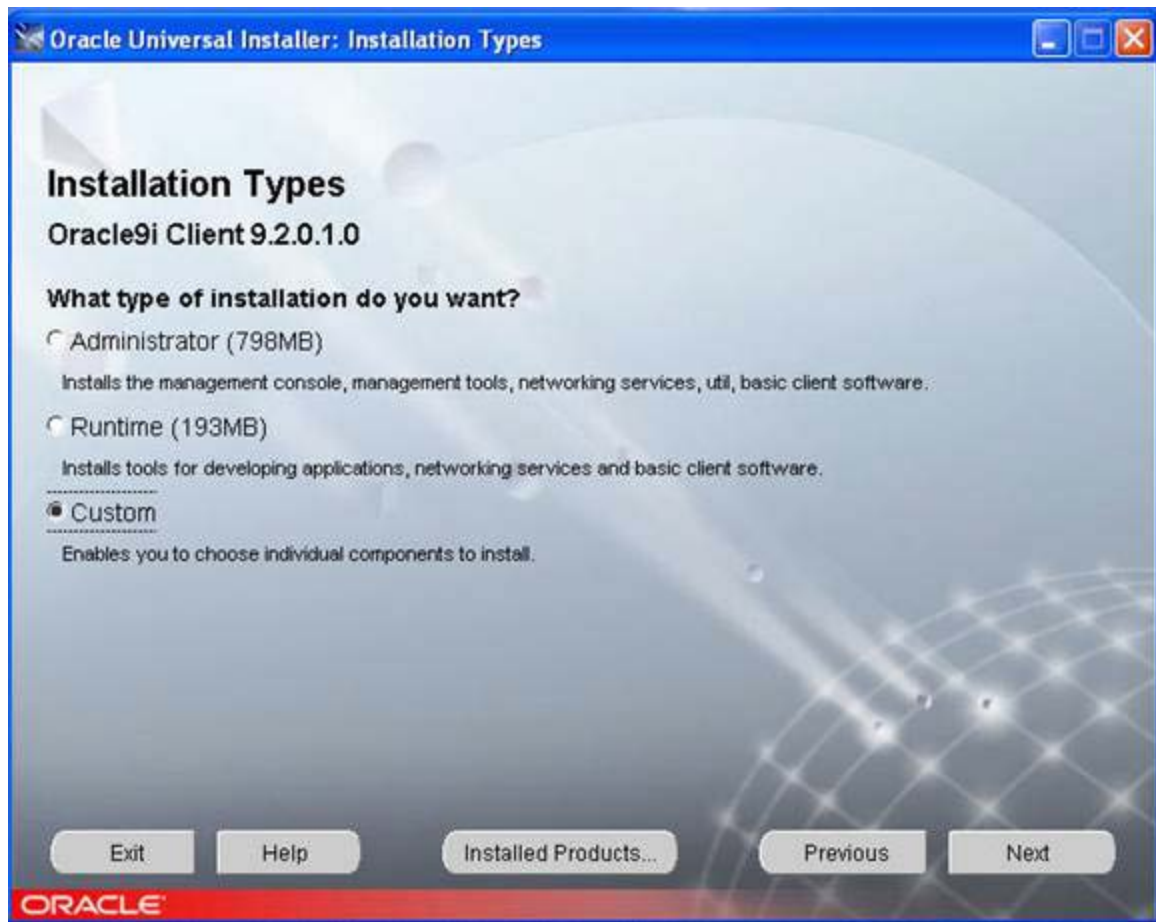 Oracle Universal Installer: Installation Types
Installation Types
Oracle9i Client 9.2.0.1.0
What type of installation do you want?
Administrator (798MB)
Installs the management console, management tools, networking services, util, basic client software.
Runtime (193MB)
Installs tools for developing applications, networking services and basic client software.
Custom
Enables you to choose individual components to install.
Exit Help Installed Products... Previous Next
ORACLE